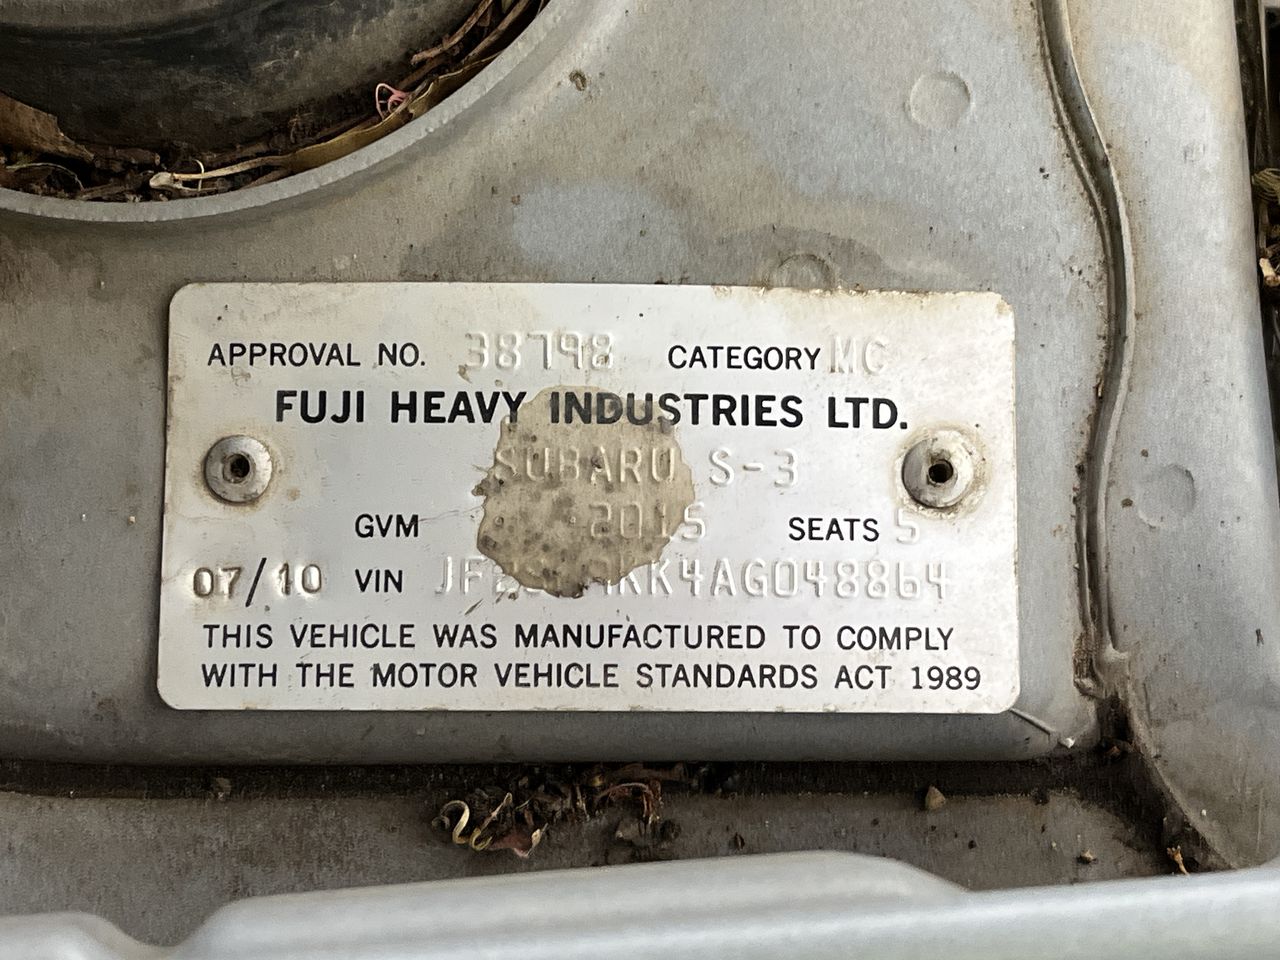 APPROVAL NO. 38798 CATEGORY MC
FUJI HEAVY INDUSTRIES LTD.
SUBARU S-3
GVM 2015 SEATS 5
07/10 VIN
THIS VEHICLE WAS MANUFACTURED TO COMPLY
WITH THE MOTOR VEHICLE STANDARDS ACT 1989